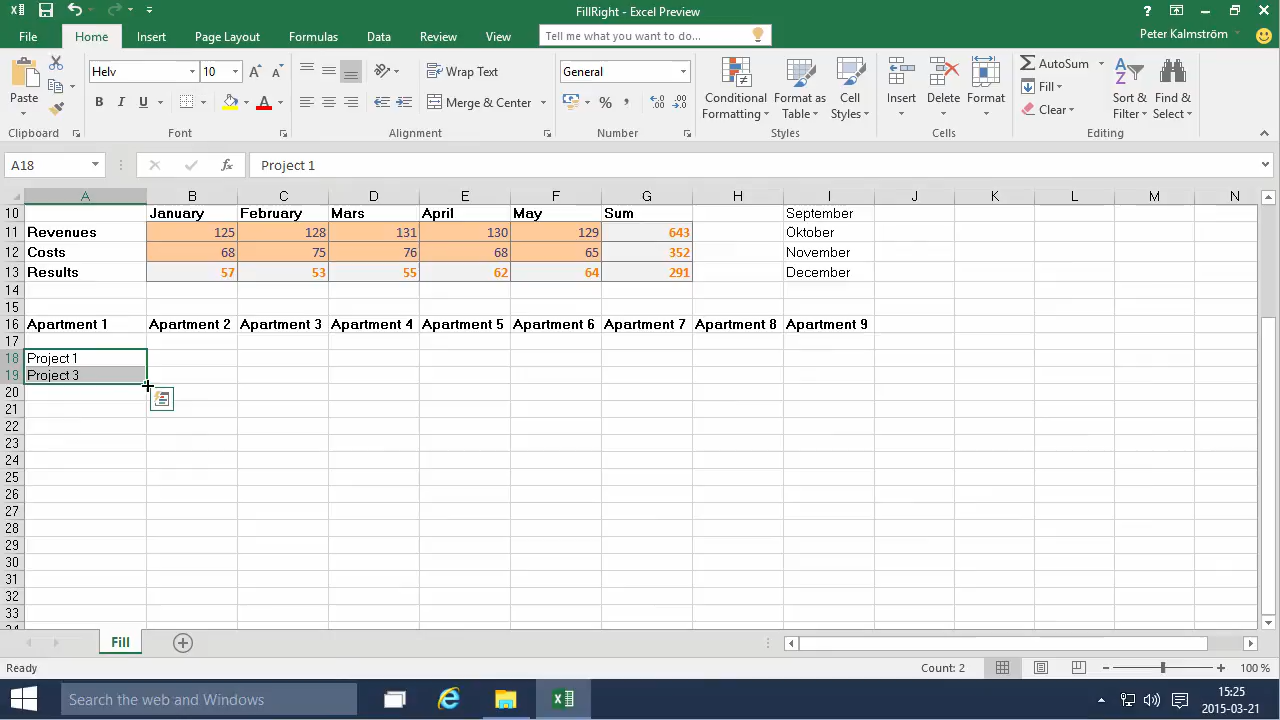 FillRight - Excel Preview
File Home Insert Page Layout Formulas Data Review View Tell me what you want to do... Peter Kalmström
Paste Helv 10 Wrap Text General Conditional Formatting Format as Table Cell Styles Insert Delete Format AutoSum Sort & Filter Find & Select
B I U A Merge & Center % Fill Clear
Clipboard Font Alignment Number Styles Cells Editing
A18 fx Project 1
A B C D E F G H I J K L M N
10 January February Mars April May Sum September
11 Revenues 125 128 131 130 129 643 Oktober
12 Costs 68 75 76 68 65 352 November
13 Results 57 53 55 62 64 291 December
14
15
16 Apartment 1 Apartment 2 Apartment 3 Apartment 4 Apartment 5 Apartment 6 Apartment 7 Apartment 8 Apartment 9
17
18 Project 1
19 Project 3
20
21
22
23
24
25
26
27
28
29
30
31
32
33
Fill
Ready Count: 2 100 %
Search the web and Windows 15:25
2015-03-21